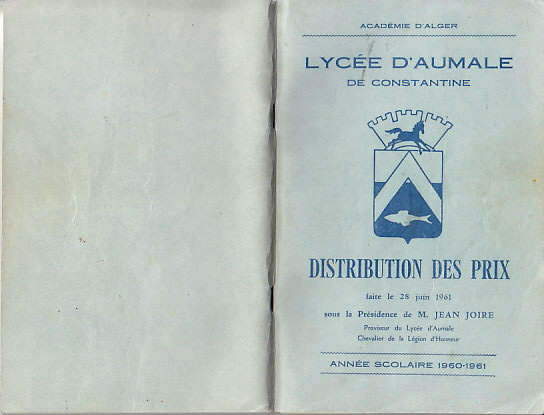 ACADÉMIE D'ALGER
LYCÉE D'AUMALE
DE CONSTANTINE
DISTRIBUTION DES PRIX
faite le 28 juin 1961
sous la Présidence de M. JEAN JOIRE
Proviseur du Lycée d'Aumale
Chevalier de la Légion d'Honneur
ANNÉE SCOLAIRE 1960-1961